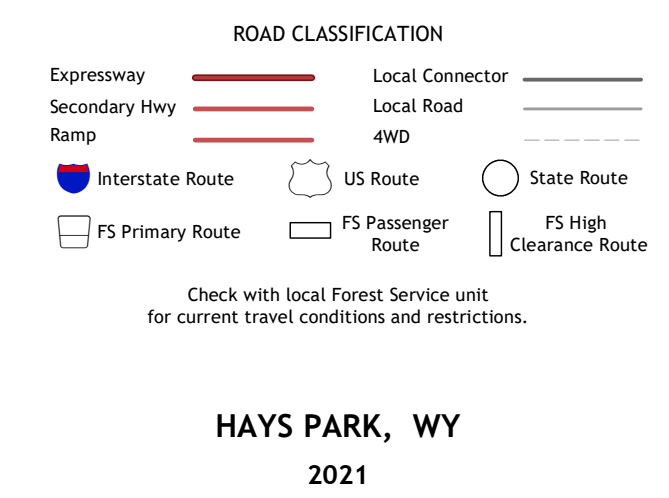 ROAD CLASSIFICATION
Expressway
Local Connector
Secondary Hwy
Local Road
Ramp
4WD
Interstate Route
US Route
State Route
FS Primary Route
FS Passenger
Route
FS High
Clearance Route
Check with local Forest Service unit
for current travel conditions and restrictions.
HAYS PARK, WY
2021